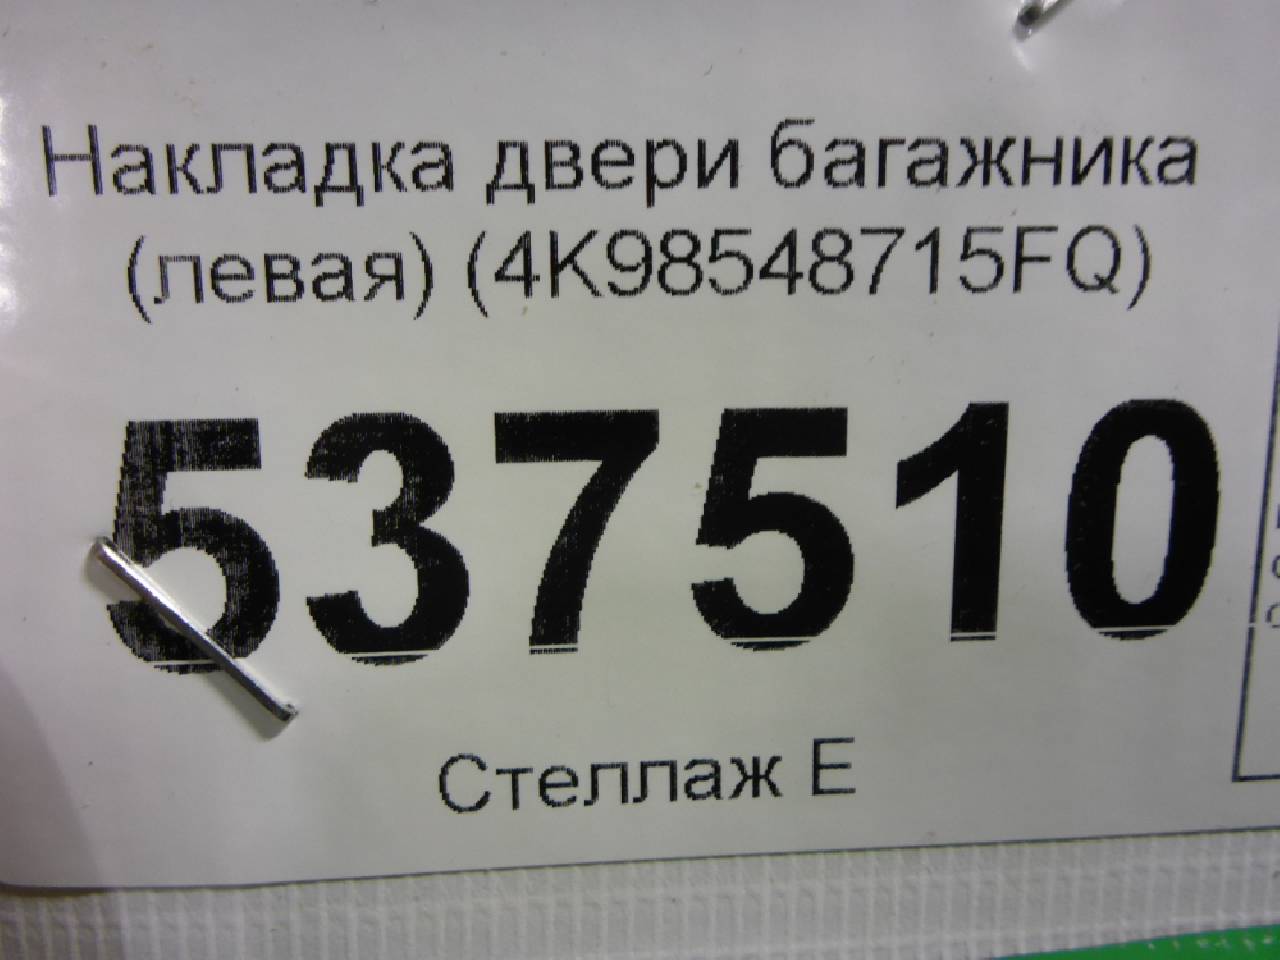 Накладка двери багажника
(левая) (4K98548715FQ)
537510
Стеллаж Е